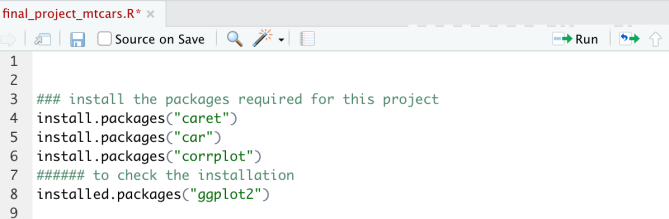 final_project_mtcars.R*
Source on Save
Run
1
2
3 ### install the packages required for this project
4 install.packages("caret")
5 install.packages("car")
6 install.packages("corrplot")
7 ###### to check the installation
8 installed.packages("ggplot2")
9